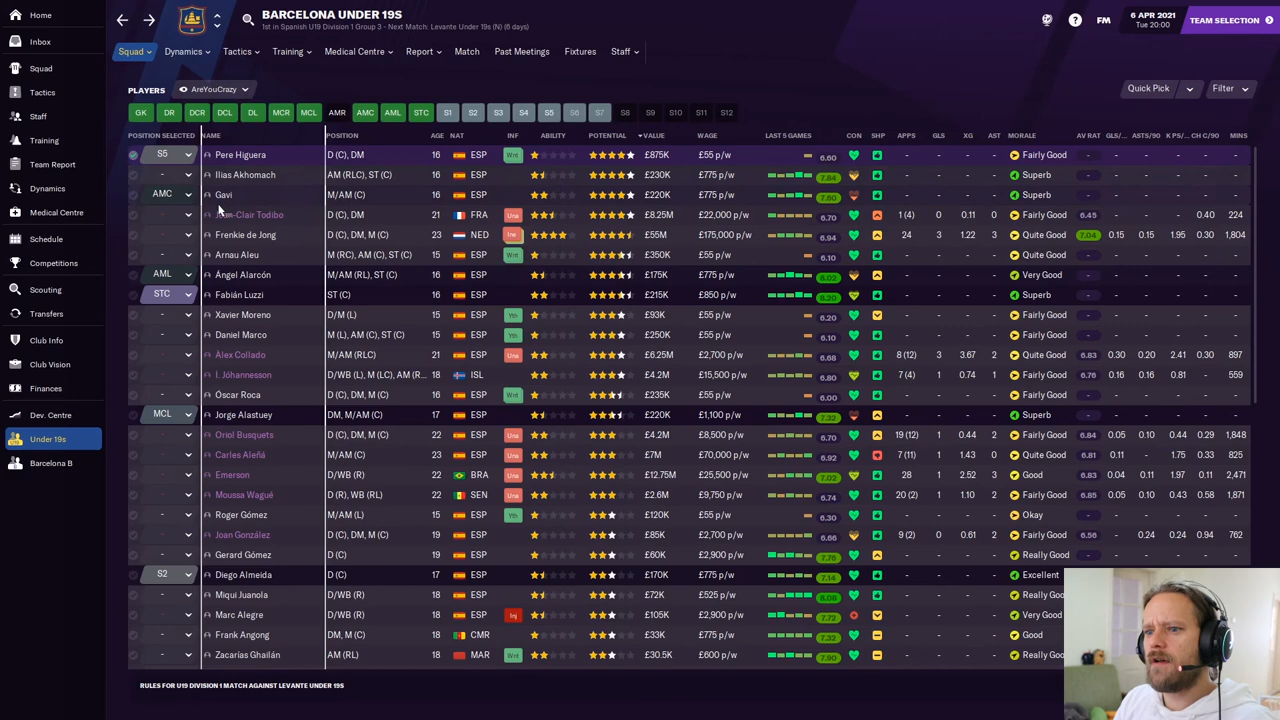 Home
BARCELONA UNDER 19S
1st in Spanish U19 Division 1 Group 3 - Next Match: Levante Under 19s (N) (6 days)
FM
6 APR 2021
Tue 20:00
TEAM SELECTION
Inbox
Squad
Tactics
Staff
Training
Team Report
Dynamics
Medical Centre
Schedule
Competitions
Scouting
Transfers
Club Info
Club Vision
Finances
Dev. Centre
Under 19s
Barcelona B
Squad Dynamics Tactics Training Medical Centre Report Match Past Meetings Fixtures Staff
PLAYERS AreYouCrazy Quick Pick Filter
GK DR DCR DCL DL MCR MCL AMR AMC AML STC S1 S2 S3 S4 S5 S6 S7 S8 S9 S10 S11 S12
POSITION SELECTED NAME POSITION AGE NAT INF ABILITY POTENTIAL VALUE WAGE LAST 5 GAMES CON SHP APPS GLS XG AST MORALE AV RAT GLS/... ASTS/90 K PS/... CH C/90 MINS
S5 Pere Higuera D (C), DM 16 ESP Wnt £875K £55 p/w 6.60 - - - - Fairly Good - - - - - -
- Ilias Akhomach AM (RLC), ST (C) 16 ESP £230K £775 p/w 7.84 - - - - Superb - - - - - -
AMC Gavi M/AM (C) 16 ESP £220K £775 p/w 7.60 - - - - Superb - - - - - -
- Jean-Clair Todibo D (C), DM 21 FRA Una £8.25M £22,000 p/w 6.70 1 (4) 0 0.11 0 Fairly Good 6.45 - - - 0.40 224
- Frenkie de Jong D (C), DM, M (C) 23 NED Ine £55M £175,000 p/w 6.94 24 3 1.22 3 Quite Good 7.04 0.15 0.15 1.95 0.30 1,804
- Arnau Aleu M (RC), AM (C), ST (C) 15 ESP Wnt £350K £55 p/w 6.10 - - - - Quite Good - - - - - -
AML Ángel Alarcón M/AM (RL), ST (C) 16 ESP £175K £775 p/w 8.02 - - - - Very Good - - - - - -
STC Fabián Luzzi ST (C) 16 ESP £215K £850 p/w 8.20 - - - - Superb - - - - - -
- Xavier Moreno D/M (L) 15 ESP Yth £93K £55 p/w 6.20 - - - - Fairly Good - - - - - -
- Daniel Marco M (L), AM (C), ST (C) 15 ESP Yth £250K £55 p/w 6.10 - - - - Fairly Good - - - - - -
- Àlex Collado M/AM (RLC) 21 ESP Una £6.25M £2,700 p/w 6.68 8 (12) 3 3.67 2 Quite Good 6.83 0.30 0.20 2.41 0.30 897
- I. Jóhannesson D/WB (L), M (LC), AM (R... 18 ISL £4.2M £15,500 p/w 6.80 7 (4) 1 0.74 1 Fairly Good 6.76 0.16 0.16 0.81 - 559
- Óscar Roca D (C), DM, M (C) 16 ESP Wnt £235K £55 p/w 6.00 - - - - Fairly Good - - - - - -
MCL Jorge Alastuey DM, M/AM (C) 17 ESP £220K £1,100 p/w 7.32 - - - - Superb - - - - - -
- Oriol Busquets D (C), DM, M (C) 22 ESP Una £4.2M £8,500 p/w 6.70 19 (12) 1 0.44 2 Fairly Good 6.84 0.05 0.10 0.44 0.29 1,848
- Carles Aleñá M/AM (C) 23 ESP Una £7M £70,000 p/w 6.92 7 (11) 1 1.43 0 Quite Good 6.81 0.11 - 1.75 0.33 825
- Emerson D/WB (R) 22 BRA Una £12.75M £25,500 p/w 7.02 28 1 2.52 3 Good 6.83 0.04 0.11 1.97 0.18 2,471
- Moussa Wagué D (R), WB (RL) 22 SEN Una £2.6M £9,750 p/w 6.74 20 (2) 1 1.10 2 Fairly Good 6.85 0.05 0.10 0.43 0.58 1,871
- Roger Gómez M/AM (L) 15 ESP Yth £120K £55 p/w 6.30 - - - - Okay - - - - - -
- Joan González D (C), DM, M (C) 19 ESP £85K £2,700 p/w 6.66 9 (2) 0 0.61 2 Fairly Good 6.56 - 0.24 0.24 0.94 762
- Gerard Gómez D (C) 19 ESP £60K £2,900 p/w 7.76 - - - - Really Good - - - - - -
S2 Diego Almeida D (C) 17 ESP £170K £775 p/w 7.14 - - - - Excellent
- Miqui Juanola D/WB (R) 18 ESP £72K £525 p/w 8.08 - - - - Really Goo
- Marc Alegre D/WB (R) 18 ESP Inj £105K £2,900 p/w 7.72 - - - - Very Good
- Frank Angong DM, M (C) 18 CMR £33K £775 p/w 7.32 - - - - Good
- Zacarías Ghailán AM (RL) 18 MAR Wnt £30.5K £600 p/w 7.90 - - - - Really Goo
RULES FOR U19 DIVISION 1 MATCH AGAINST LEVANTE UNDER 19S